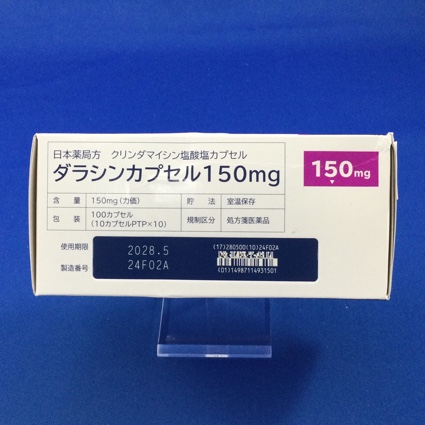 日本薬局方 クリンダマイシン塩酸塩カプセル
ダラシンカプセル150mg
150mg
含量 150mg(力価) 貯法 室温保存
包装 100カプセル (10カプセルPTP×10) 規制区分 処方箋医薬品
使用期限 2028.5
製造番号 24F02A
(17)280500(10)24F02A
(01)14987114931501